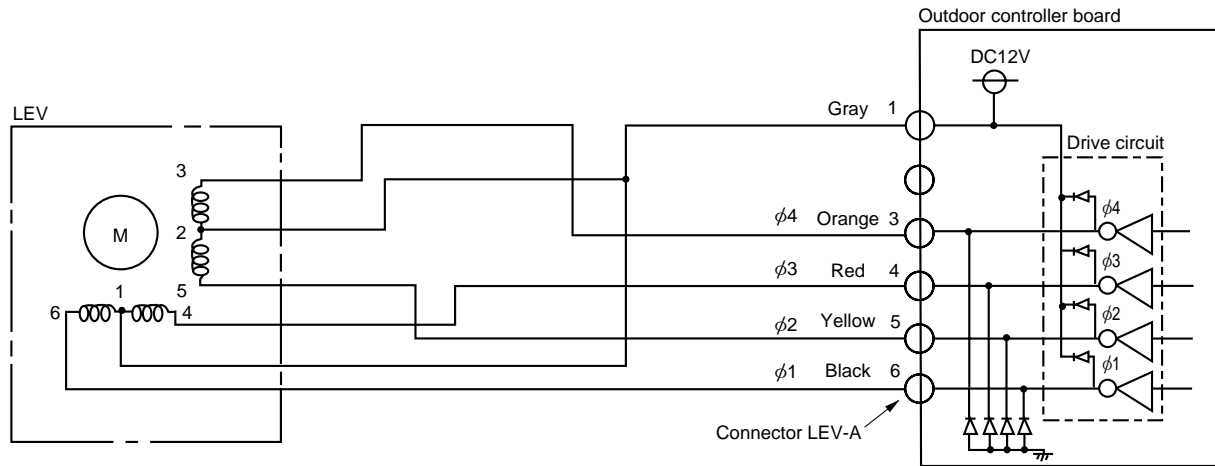 Outdoor controller board
DC12V
LEV
Gray 1
Drive circuit
3
ϕ4 Orange 3
ϕ4
M
2
ϕ3 Red 4
ϕ3
1
5
6
4
ϕ2 Yellow 5
ϕ2
ϕ1 Black 6
ϕ1
Connector LEV-A